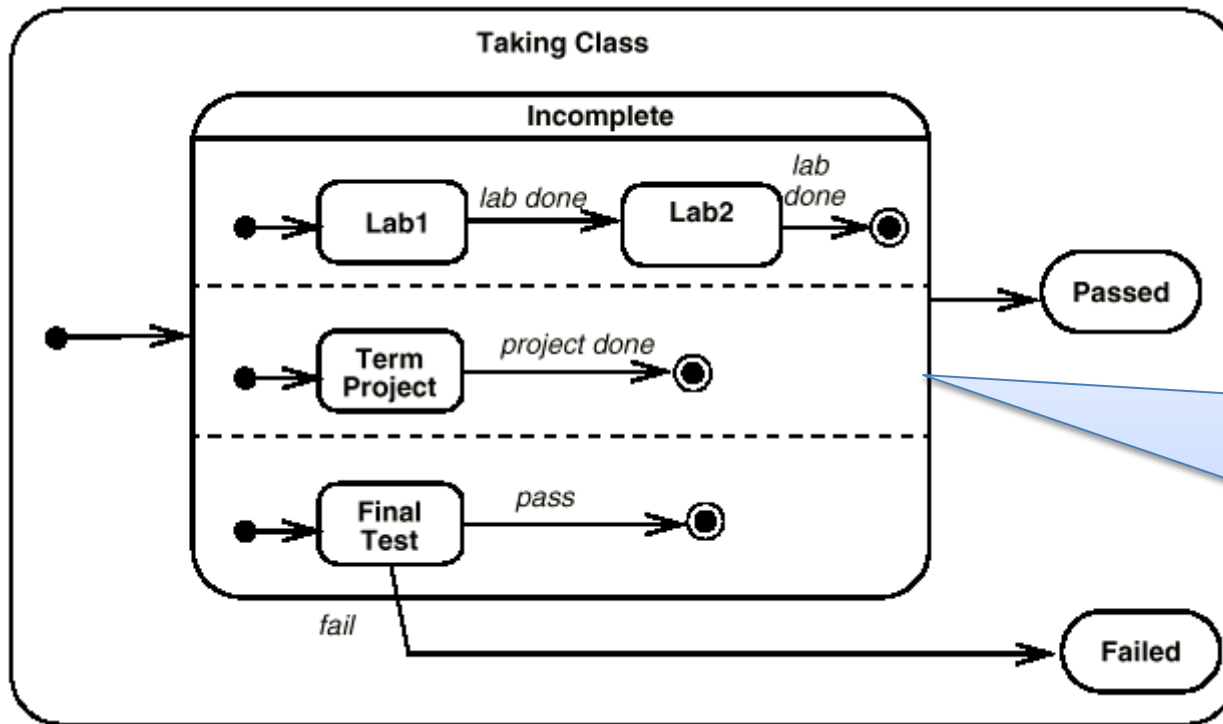 Taking Class
Incomplete
lab
done
lab done
Lab1
Lab2
Passed
Term
Project
project done
Final
Test
pass
fail
Failed